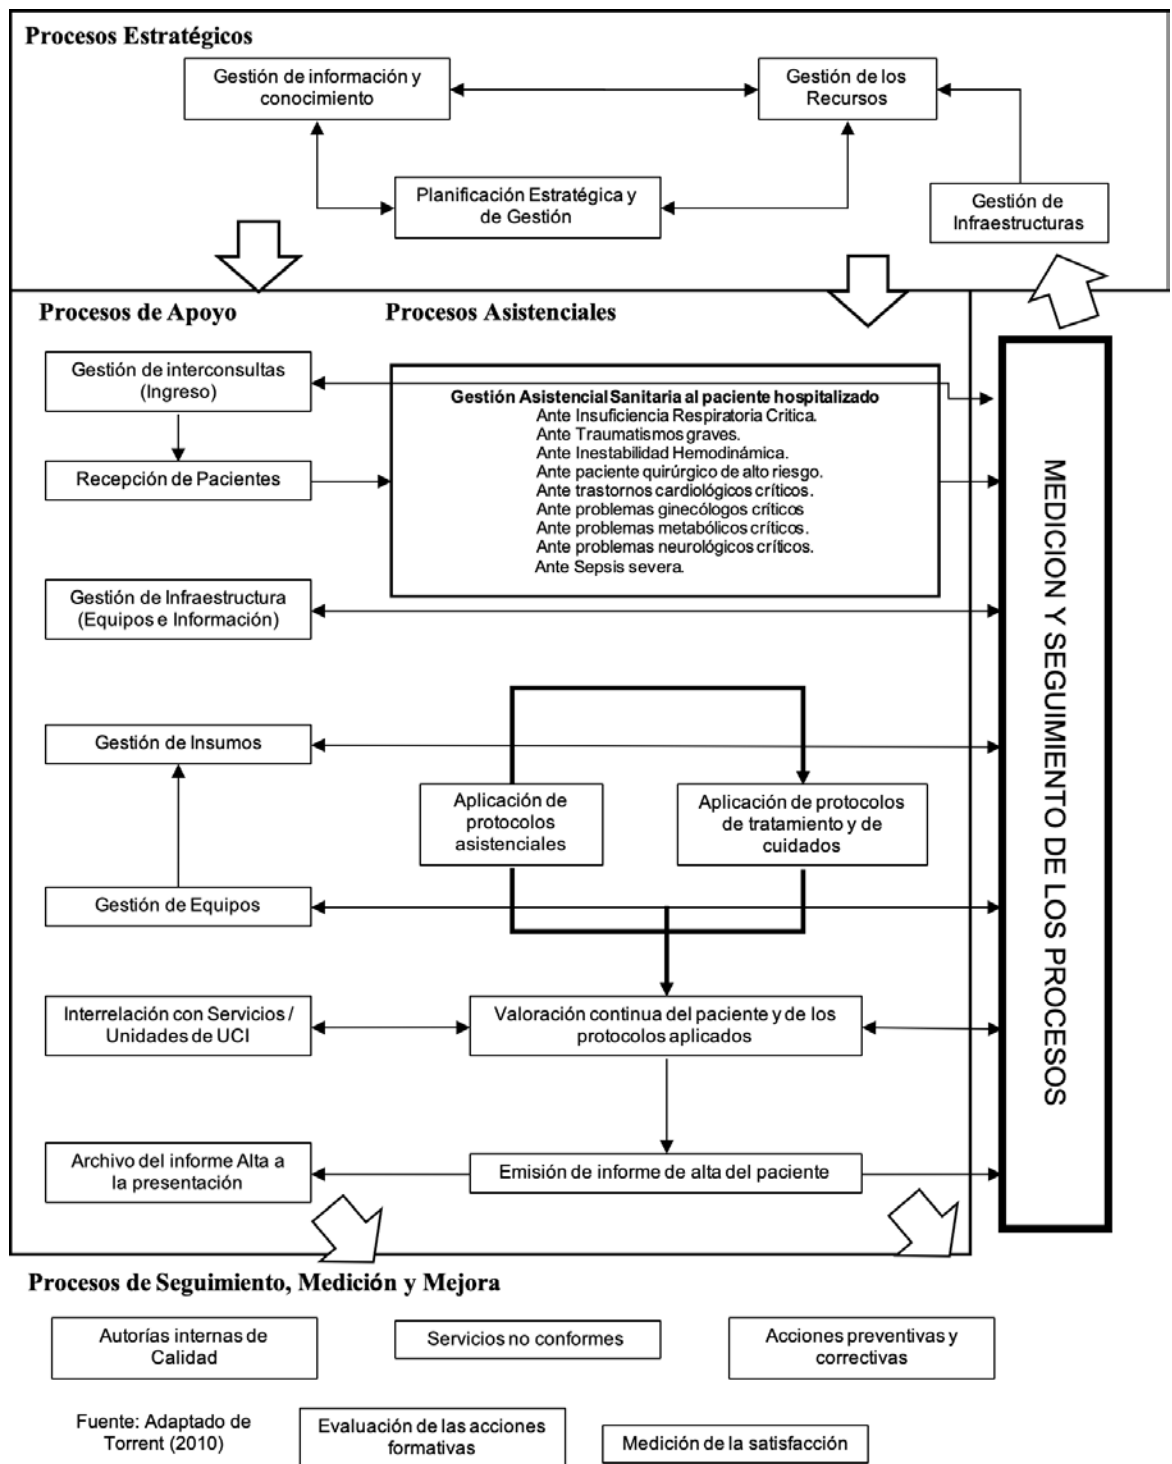 Procesos Estratégicos
Gestión de información y
conocimiento
Gestión de los
Recursos
Planificación Estratégica y
de Gestión
Gestión de
Infraestructuras
Procesos de Apoyo
Procesos Asistenciales
Gestión de interconsultas
(Ingreso)
Recepción de Pacientes
Gestión Asistencial Sanitaria al paciente hospitalizado
Ante Insuficiencia Respiratoria Critica.
Ante Traumatismos graves.
Ante Inestabilidad Hemodinámica.
Ante paciente quirúrgico de alto riesgo.
Ante trastornos cardiológicos críticos.
Ante problemas ginecólogos críticos
Ante problemas metabólicos críticos.
Ante problemas neurológicos críticos.
Ante Sepsis severa.
Gestión de Infraestructura
(Equipos e Información)
Gestión de Insumos
Aplicación de
protocolos
asistenciales
Aplicación de protocolos
de tratamiento y de
cuidados
Gestión de Equipos
Interrelación con Servicios /
Unidades de UCI
Valoración continua del paciente y de los
protocolos aplicados
Archivo del informe Alta a
la presentación
Emisión de informe de alta del paciente
MEDICION Y SEGUIMIENTO DE LOS PROCESOS
Procesos de Seguimiento, Medición y Mejora
Autorías internas de
Calidad
Servicios no conformes
Acciones preventivas y
correctivas
Fuente: Adaptado de
Torrent (2010)
Evaluación de las acciones
formativas
Medición de la satisfacción